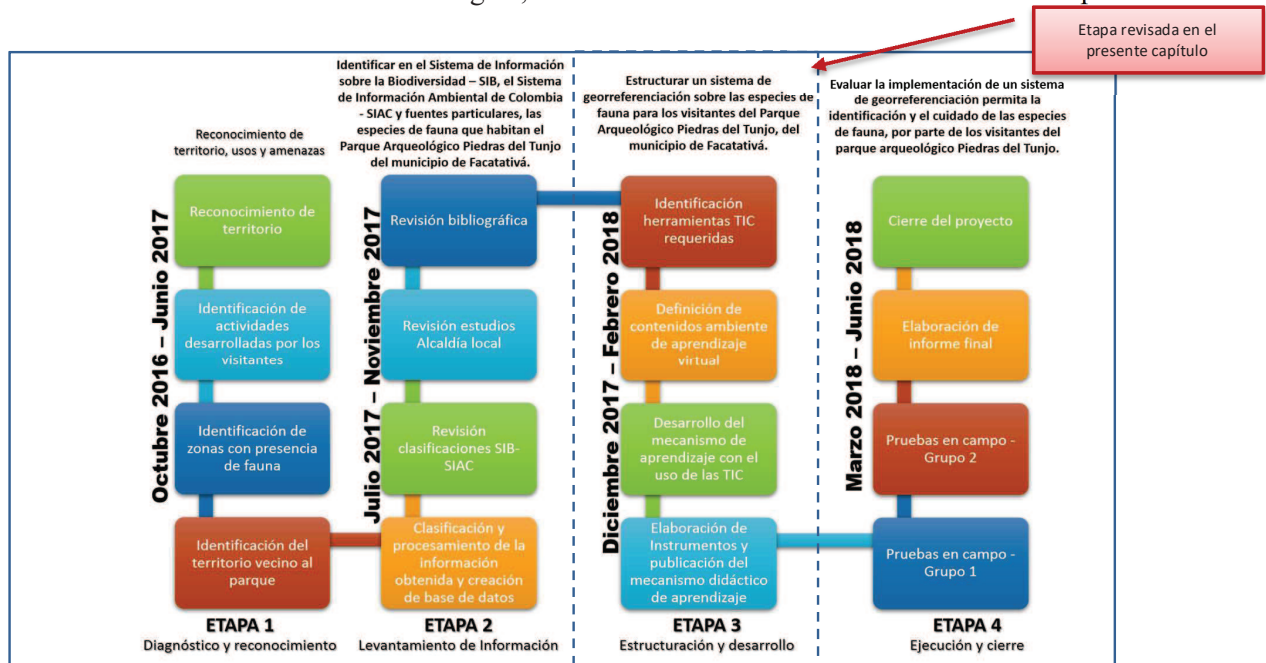 Etapa revisada en el
presente capítulo
Reconocimiento de
territorio, usos y amenazas
Octubre 2016 – Junio 2017
Reconocimiento de
territorio
Identificación de
actividades
desarrolladas por los
visitantes
Identificación de
zonas con presencia
de fauna
Identificación del
territorio vecino al
parque
ETAPA 1
Diagnóstico y reconocimiento
Identificar en el Sistema de Información
sobre la Biodiversidad – SIB, el Sistema
de Información Ambiental de Colombia
- SIAC y fuentes particulares, las
especies de fauna que habitan el
Parque Arqueológico Piedras del Tunjo
del municipio de Facatativá.
Julio 2017 – Noviembre 2017
Revisión bibliográfica
Revisión estudios
Alcaldía local
Revisión
clasificaciones SIB-
SIAC
Clasificación y
procesamiento de la
información
obtenida y creación
de base de datos
ETAPA 2
Levantamiento de Información
Estructurar un sistema de
georreferenciación sobre las especies de
fauna para los visitantes del Parque
Arqueológico Piedras del Tunjo, del
municipio de Facatativá.
Diciembre 2017 – Febrero 2018
Identificación
herramientas TIC
requeridas
Definición de
contenidos ambiente
de aprendizaje
virtual
Desarrollo del
mecanismo de
aprendizaje con el
uso de las TIC
Elaboración de
Instrumentos y
publicación del
mecanismo didáctico
de aprendizaje
ETAPA 3
Estructuración y desarrollo
Evaluar la implementación de un sistema
de georreferenciación permita la
identificación y el cuidado de las especies
de fauna, por parte de los visitantes del
parque arqueológico Piedras del Tunjo.
Marzo 2018 – Junio 2018
Cierre del proyecto
Elaboración de
informe final
Pruebas en campo -
Grupo 2
Pruebas en campo -
Grupo 1
ETAPA 4
Ejecución y cierre